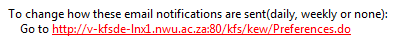 To change how these email notifications are sent(daily, weekly or none):
Go to http://v-kfsde-lnx1.nwu.ac.za:80/kfs/kew/Preferences.do